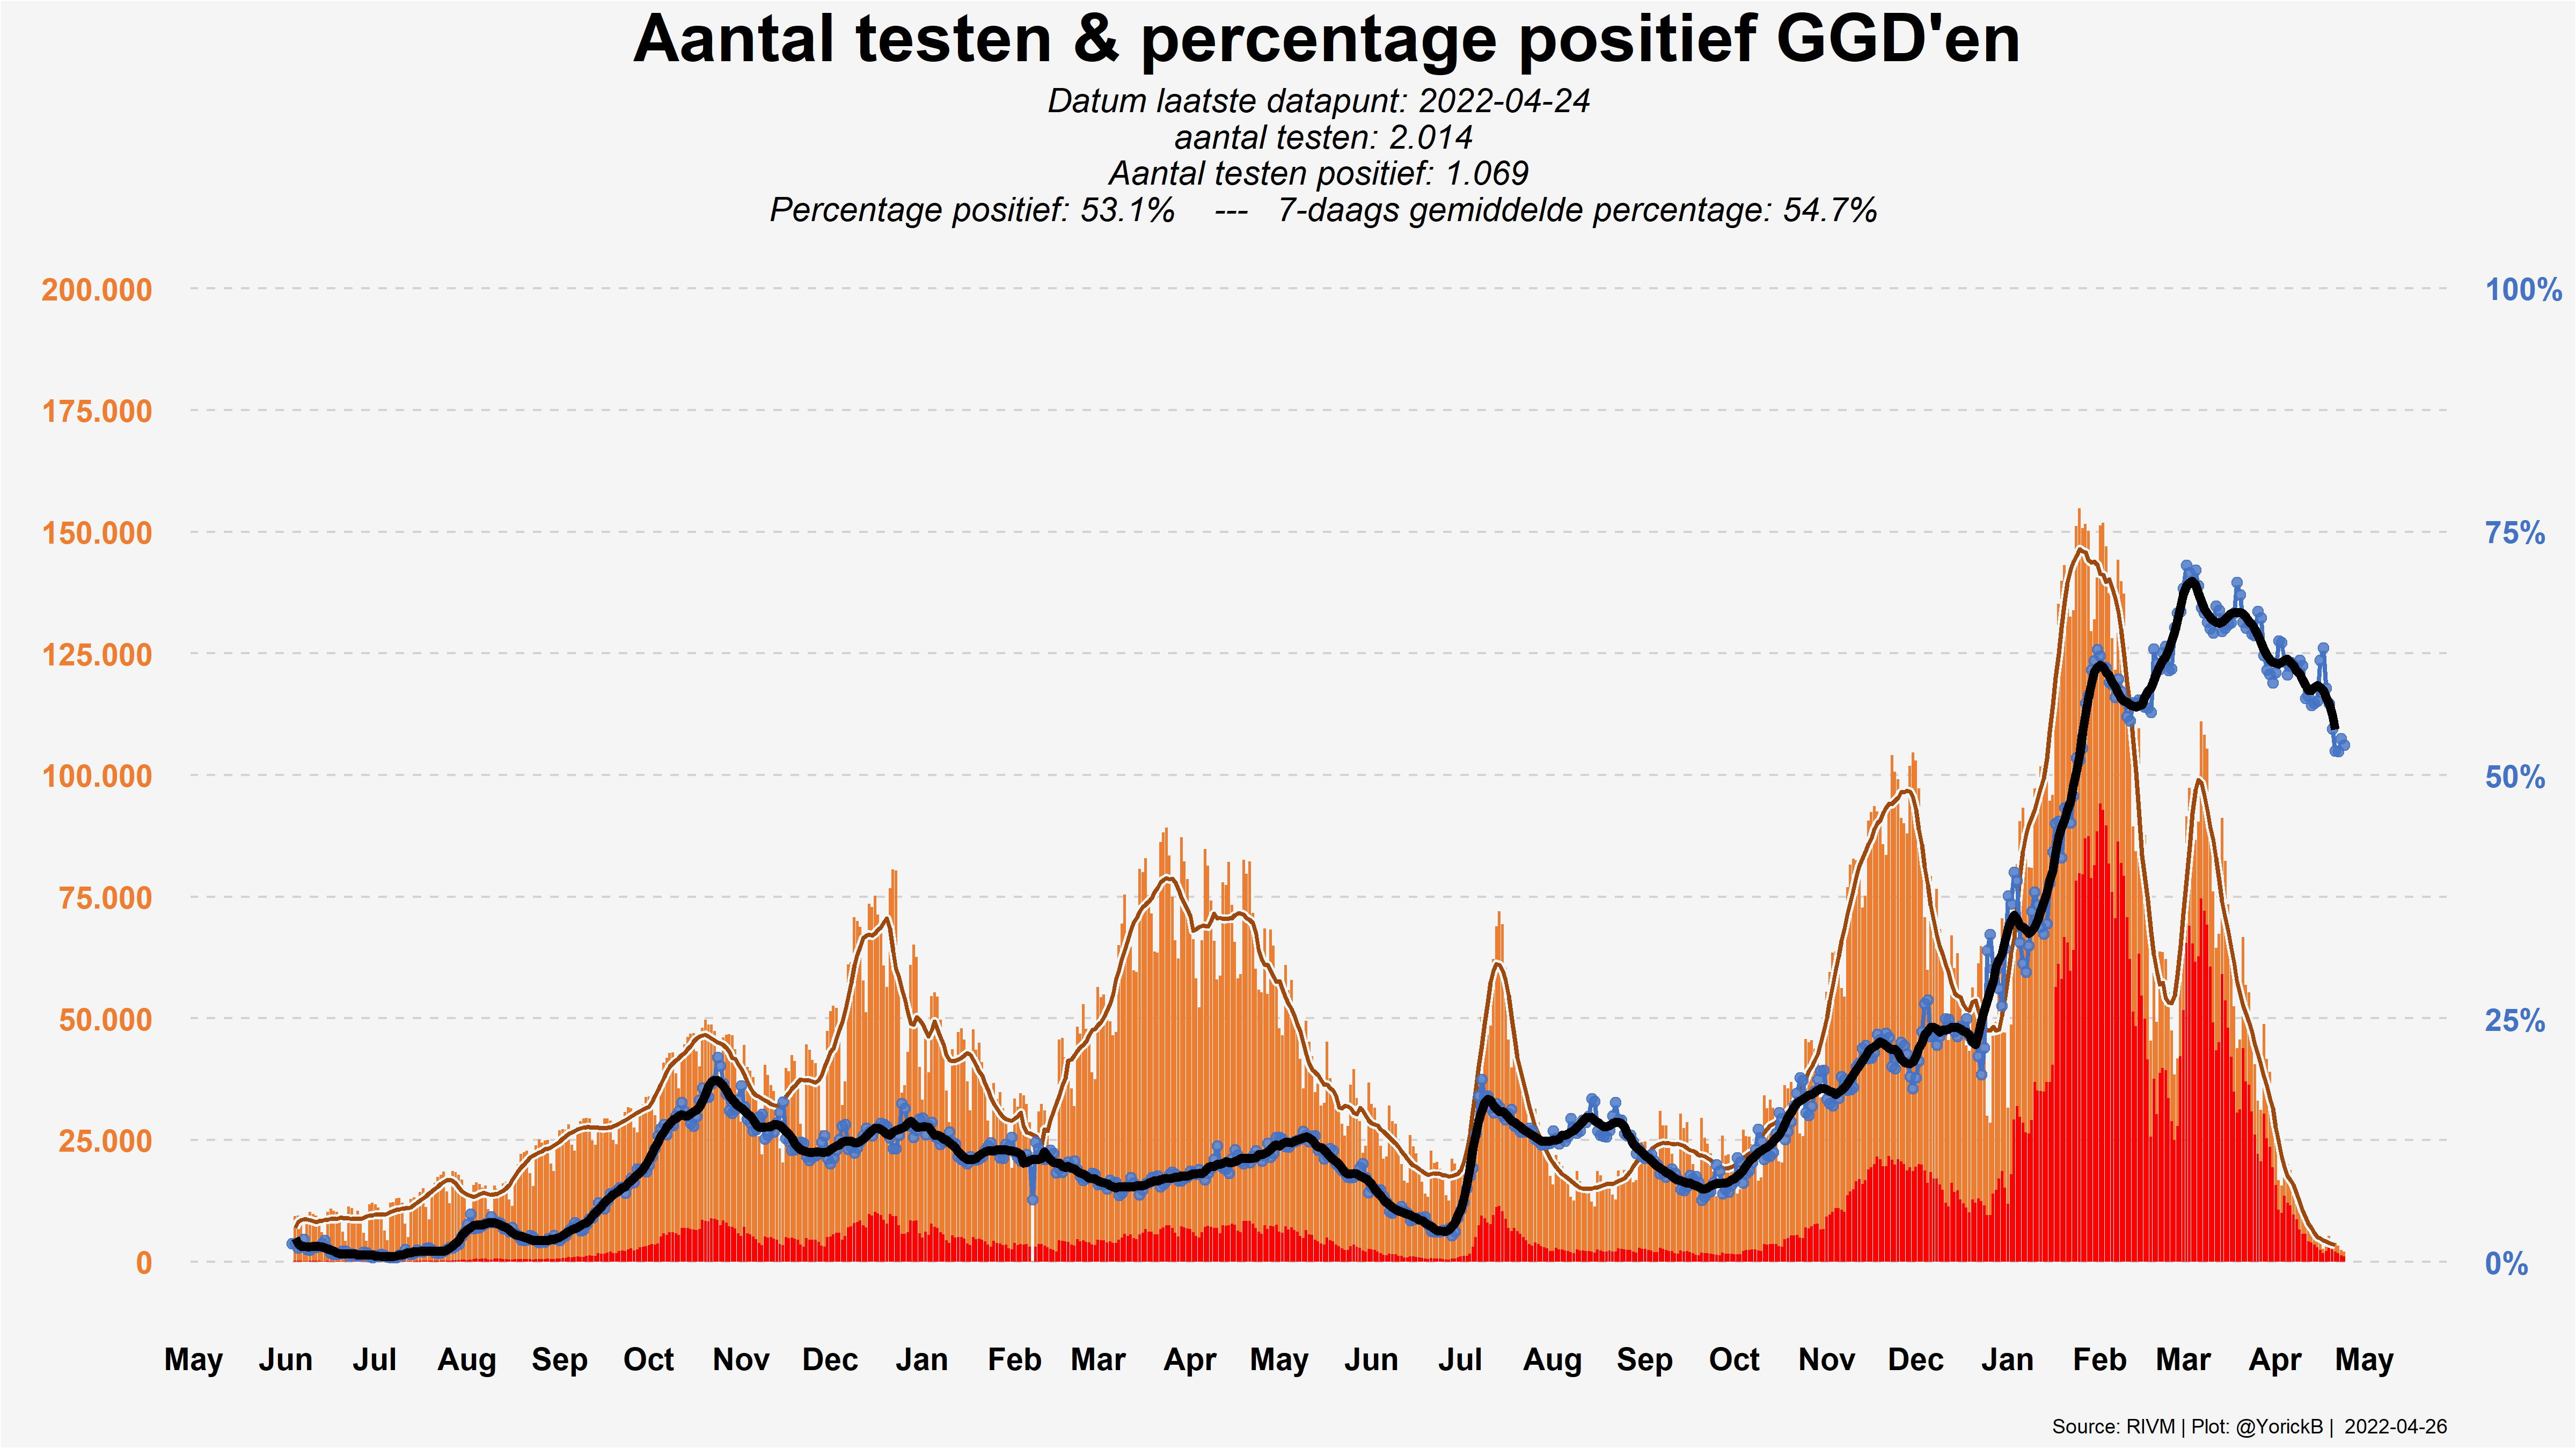 Aantal testen & percentage positief GGD'en
Datum laatste datapunt: 2022-04-24
aantal testen: 2.014
Aantal testen positief: 1.069
Percentage positief: 53.1% --- 7-daags gemiddelde percentage: 54.7%
200.000 100%
175.000
150.000 75%
125.000
100.000 50%
75.000
50.000 25%
25.000
0 0%
May Jun Jul Aug Sep Oct Nov Dec Jan Feb Mar Apr May Jun Jul Aug Sep Oct Nov Dec Jan Feb Mar Apr May
Source: RIVM | Plot: @YorickB | 2022-04-26